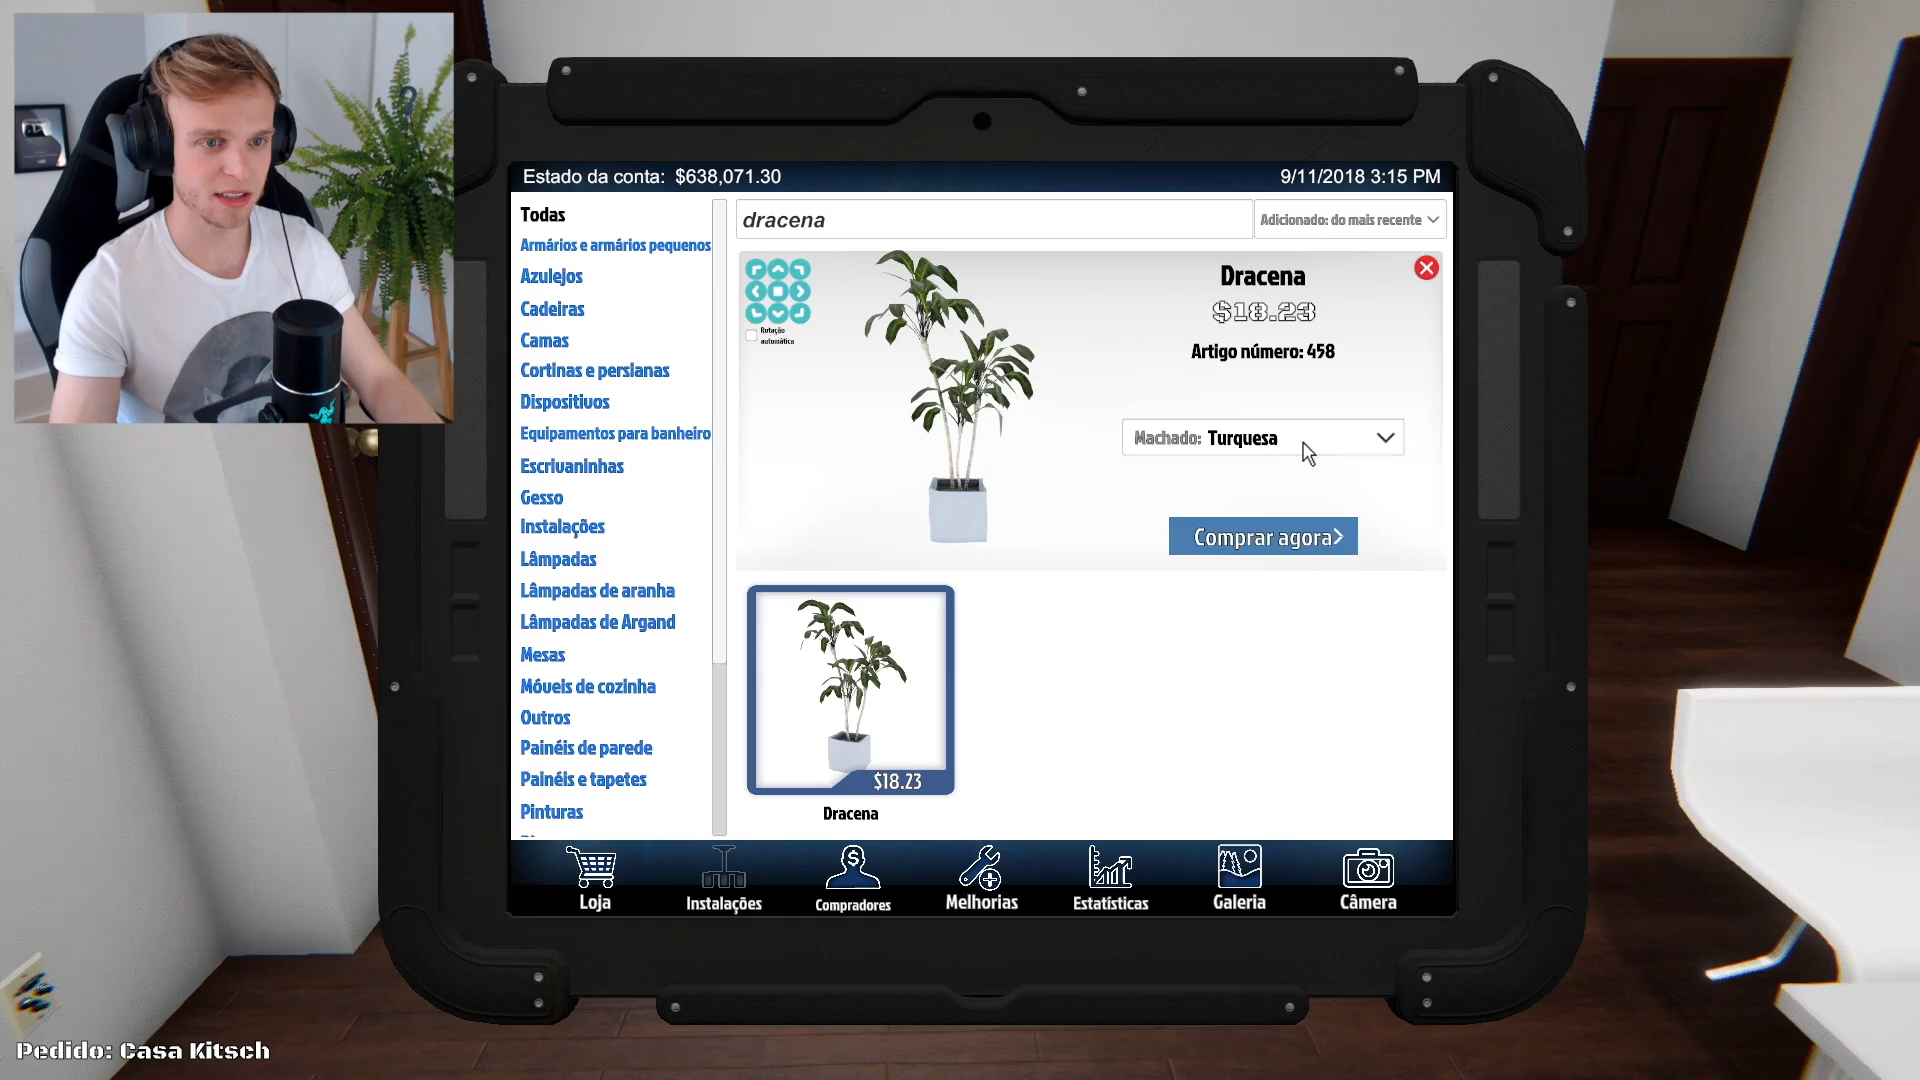 Estado da conta: $638,071.30
9/11/2018 3:15 PM
Todas
Armários e armários pequenos
Azulejos
Cadeiras
Camas
Cortinas e persianas
Dispositivos
Equipamentos para banheiro
Escrivaninhas
Gesso
Instalações
Lâmpadas
Lâmpadas de aranha
Lâmpadas de Argand
Mesas
Móveis de cozinha
Outros
Painéis de parede
Painéis e tapetes
Pinturas
dracena
Adicionado: do mais recente
Rotação
automática
Dracena
$18.23
Artigo número: 458
Machado: Turquesa
Comprar agora
$18.23
Dracena
Loja
Instalações
Compradores
Melhorias
Estatísticas
Galeria
Câmera
Pedido: Casa Kitsch